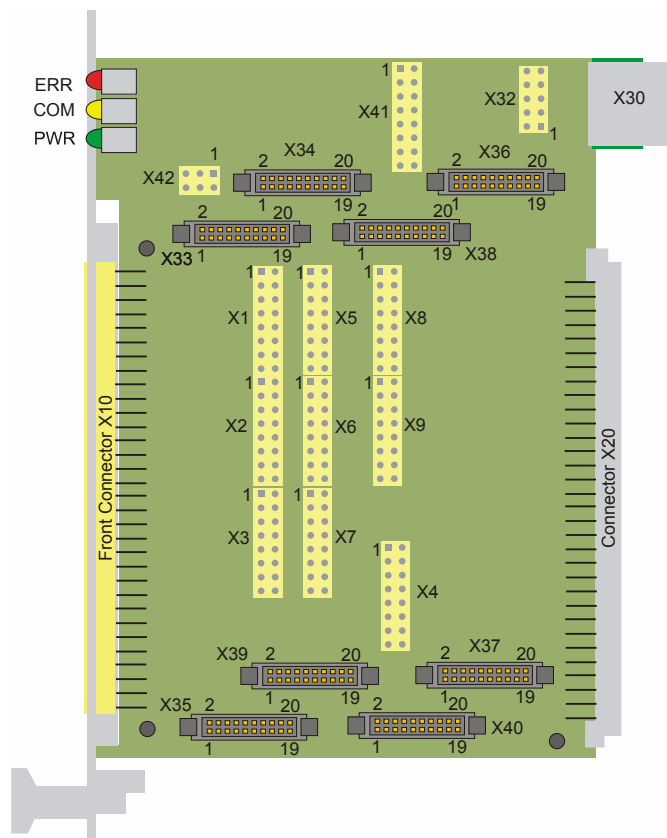 ERR
COM
PWR
1
X41
X32
1
X30
X42
1
2
X34
20
1
19
2
X36
20
1
19
2
20
X33
1
19
2
20
1
19
X38
1
X1
1
X5
1
X8
1
X2
1
X6
1
X9
1
X3
1
X7
1
X4
Front Connector X10
Connector X20
X39
2
20
1
19
2
X37
20
1
19
X35
2
20
1
19
2
20
X40
1
19